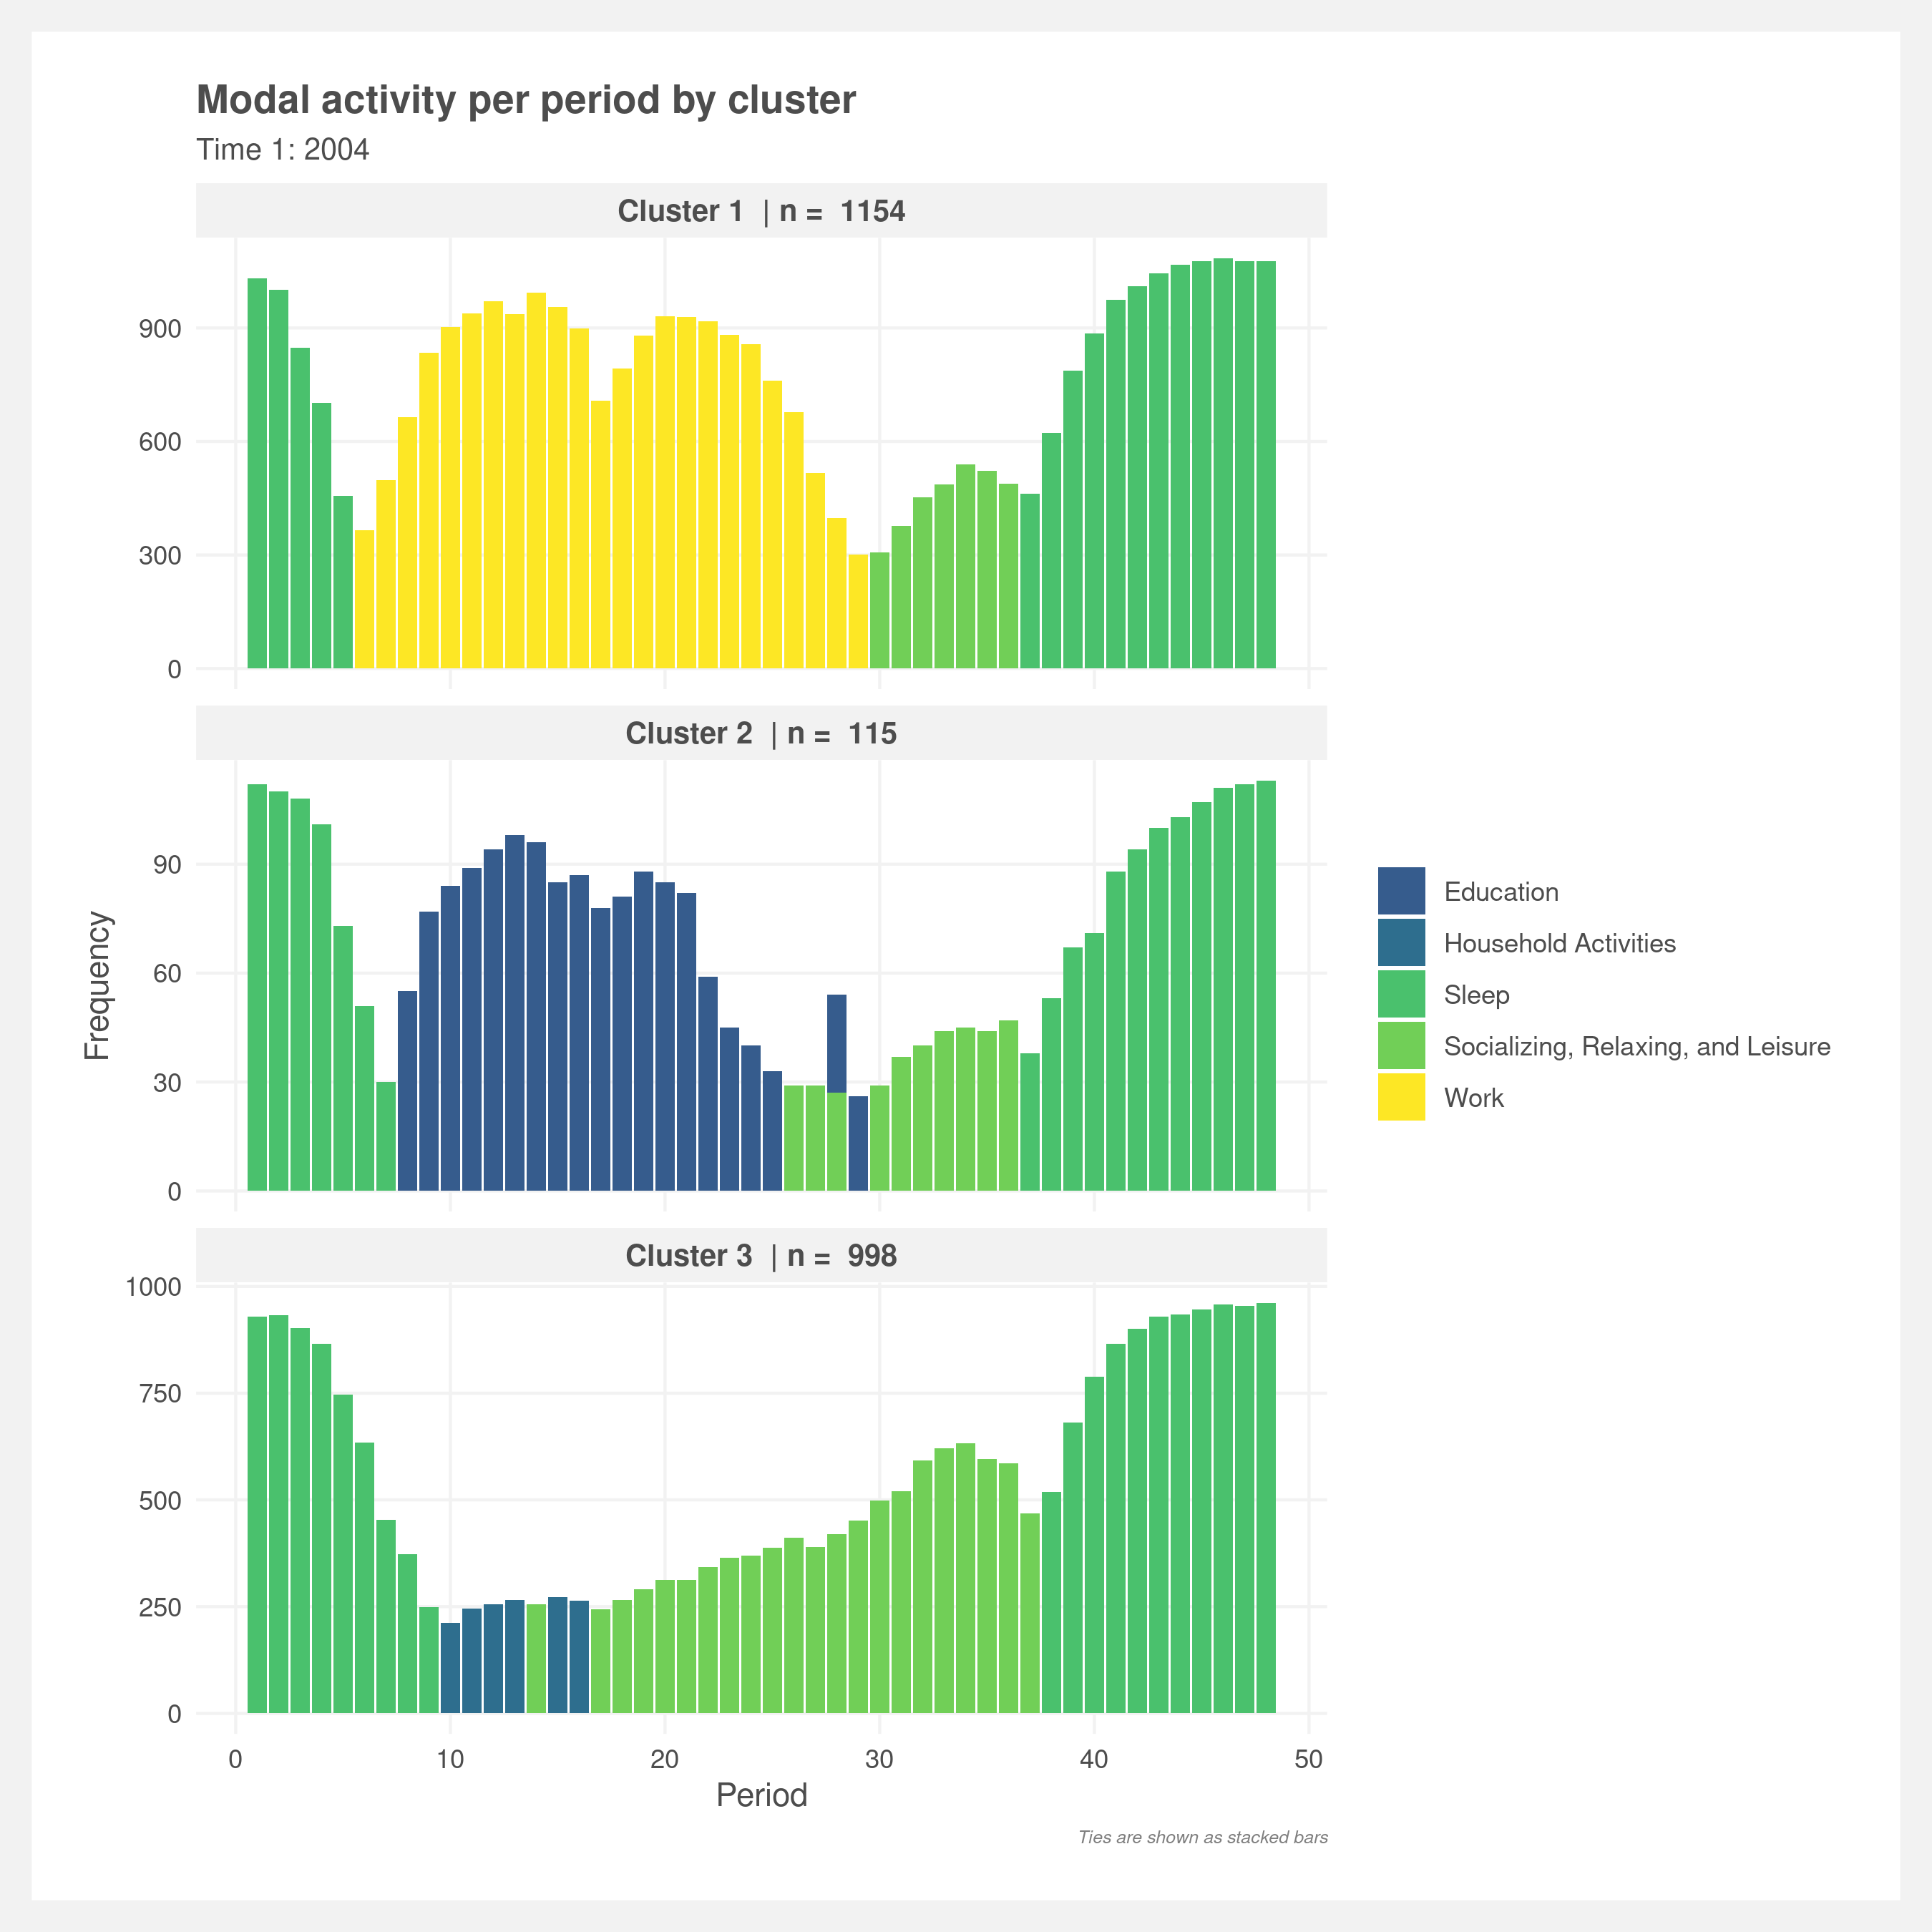 Modal activity per period by cluster
Time 1: 2004
Cluster 1 | n = 1154
900
600
300
0
Cluster 2 | n = 115
90
60
30
0
Cluster 3 | n = 998
1000
750
500
250
0
0 10 20 30 40 50
Period
Frequency
Education
Household Activities
Sleep
Socializing, Relaxing, and Leisure
Work
Ties are shown as stacked bars